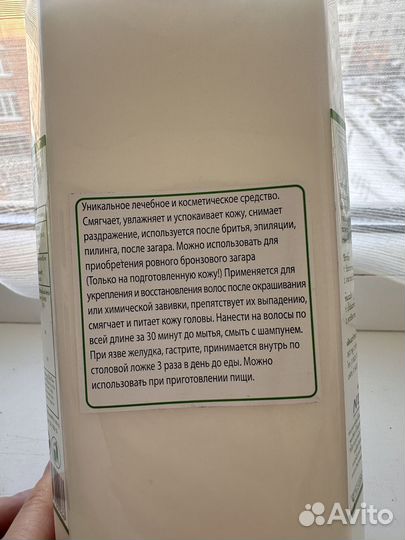 Уникальное лечебное и косметическое средство.
Смягчает, увлажняет и успокаивает кожу, снимает
раздражение, используется после бритья, эпиляции,
пилинга, после загара. Можно использовать для
приобретения ровного бронзового загара
(Только на подготовленную кожу!) Применяется для
укрепления и восстановления волос после окрашивания
или химической завивки, препятствует их выпадению,
смягчает и питает кожу головы. Нанести на волосы по
всей длине за 30 минут до мытья, смыть с шампунем.
При язве желудка, гастрите, принимается внутрь по
столовой ложке 3 раза в день до еды. Можно
использовать при приготовлении пищи.
Avito